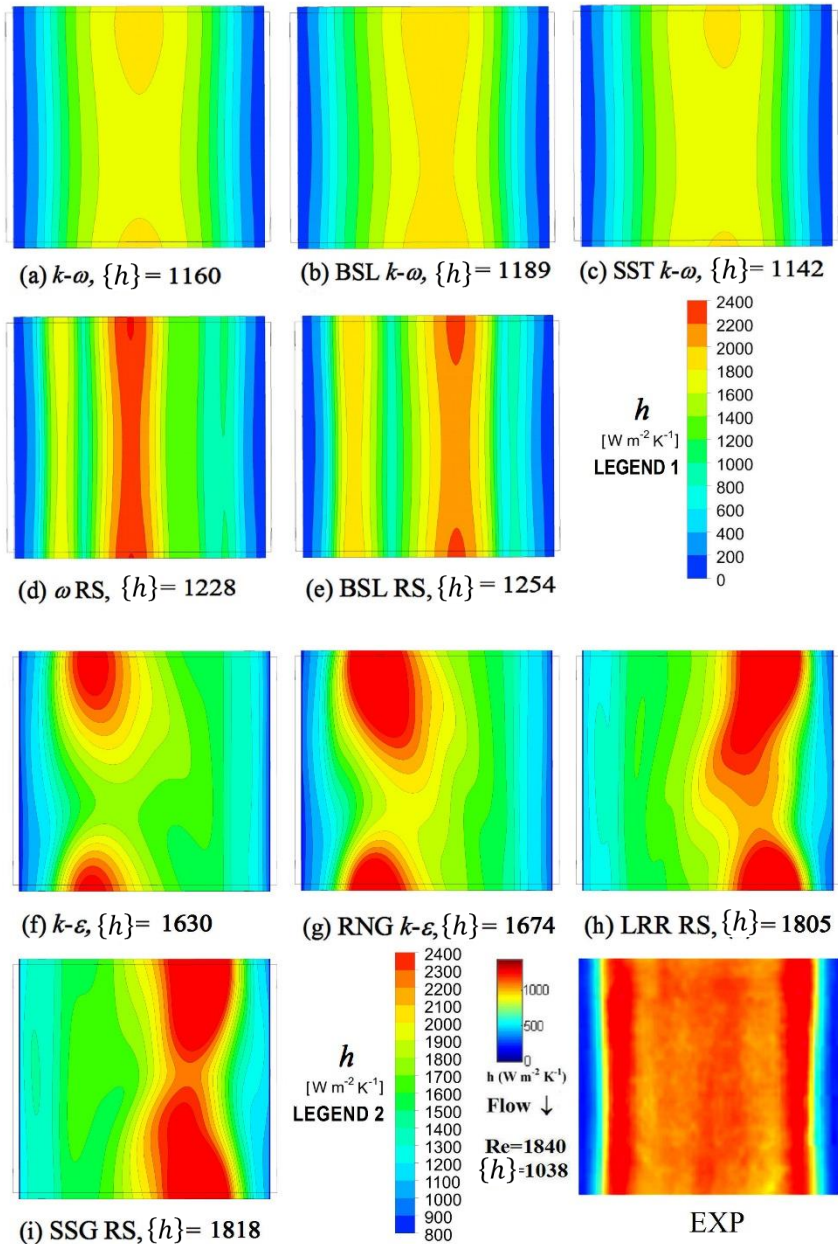 (a) k-ω, {h} = 1160
(b) BSL k-ω, {h} = 1189
(c) SST k-ω, {h} = 1142
(d) ω RS, {h} = 1228
(e) BSL RS, {h} = 1254
h
[W m⁻² K⁻¹]
LEGEND 1
2400
2200
2000
1800
1600
1400
1200
1000
800
600
400
200
0
(f) k-ε, {h} = 1630
(g) RNG k-ε, {h} = 1674
(h) LRR RS, {h} = 1805
(i) SSG RS, {h} = 1818
h
[W m⁻² K⁻¹]
LEGEND 2
2400
2300
2200
2100
2000
1900
1800
1700
1600
1500
1400
1300
1200
1100
1000
900
800
1000
500
0
h (W m⁻² K⁻¹)
Flow ↓
Re=1840
{h}=1038
EXP